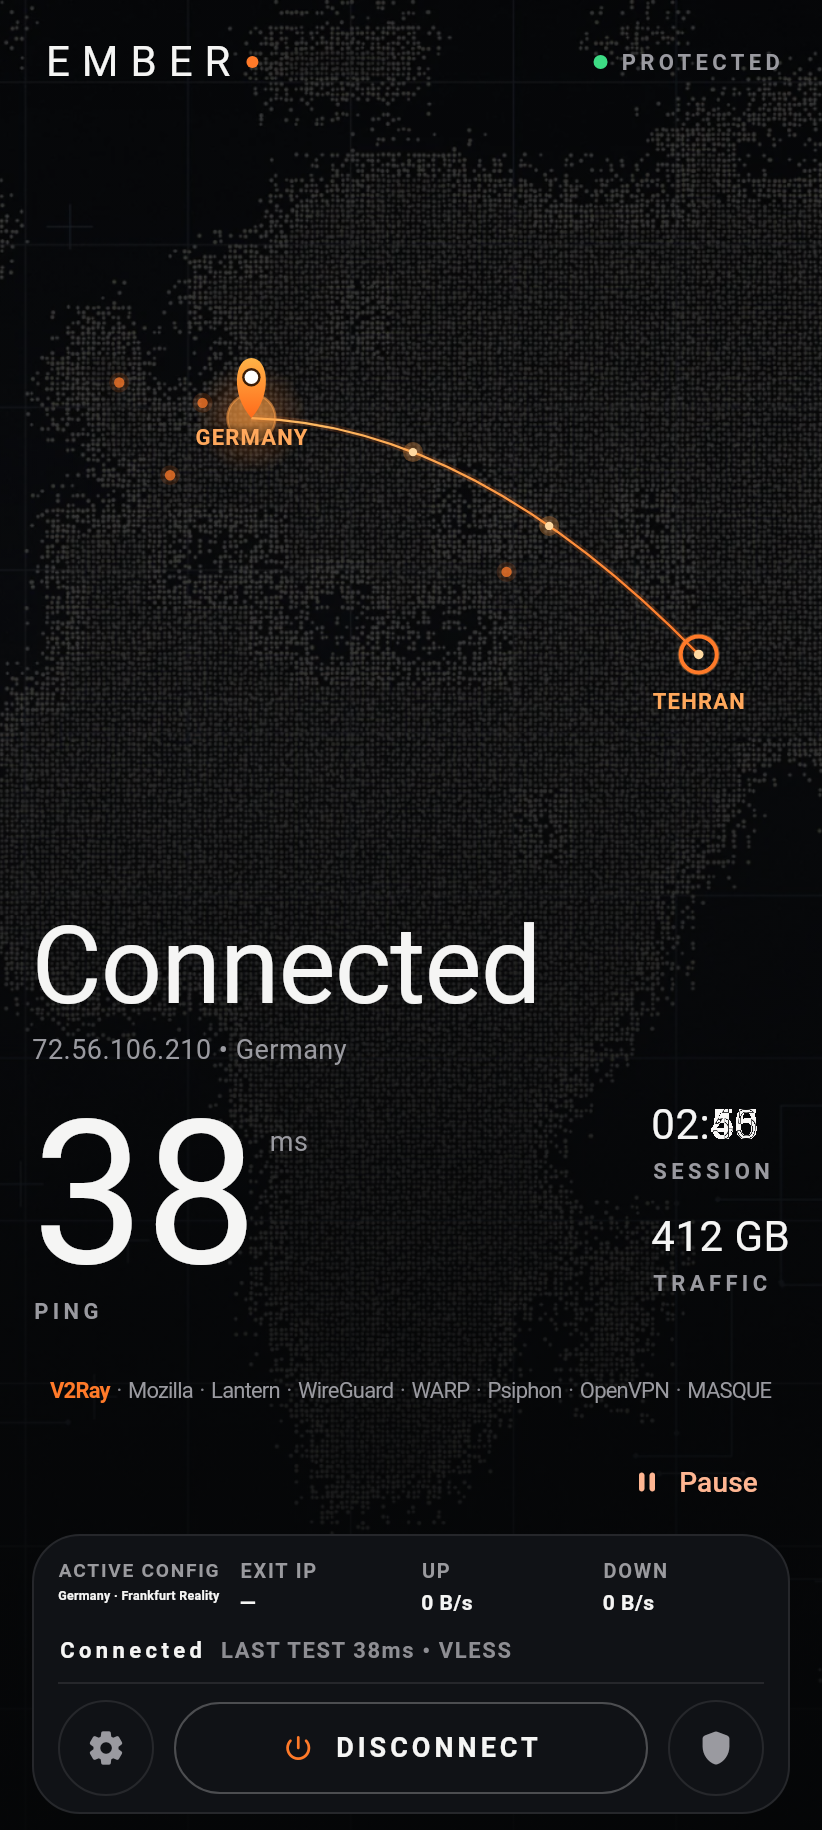 EMBER
PROTECTED
GERMANY
TEHRAN
Connected
72.56.106.210 • Germany
38 ms
PING
02:
SESSION
412 GB
TRAFFIC
V2Ray · Mozilla · Lantern · WireGuard · WARP · Psiphon · OpenVPN · MASQUE
Pause
ACTIVE CONFIG EXIT IP UP DOWN
Germany · Frankfurt Reality — 0 B/s 0 B/s
Connected LAST TEST 38ms • VLESS
DISCONNECT